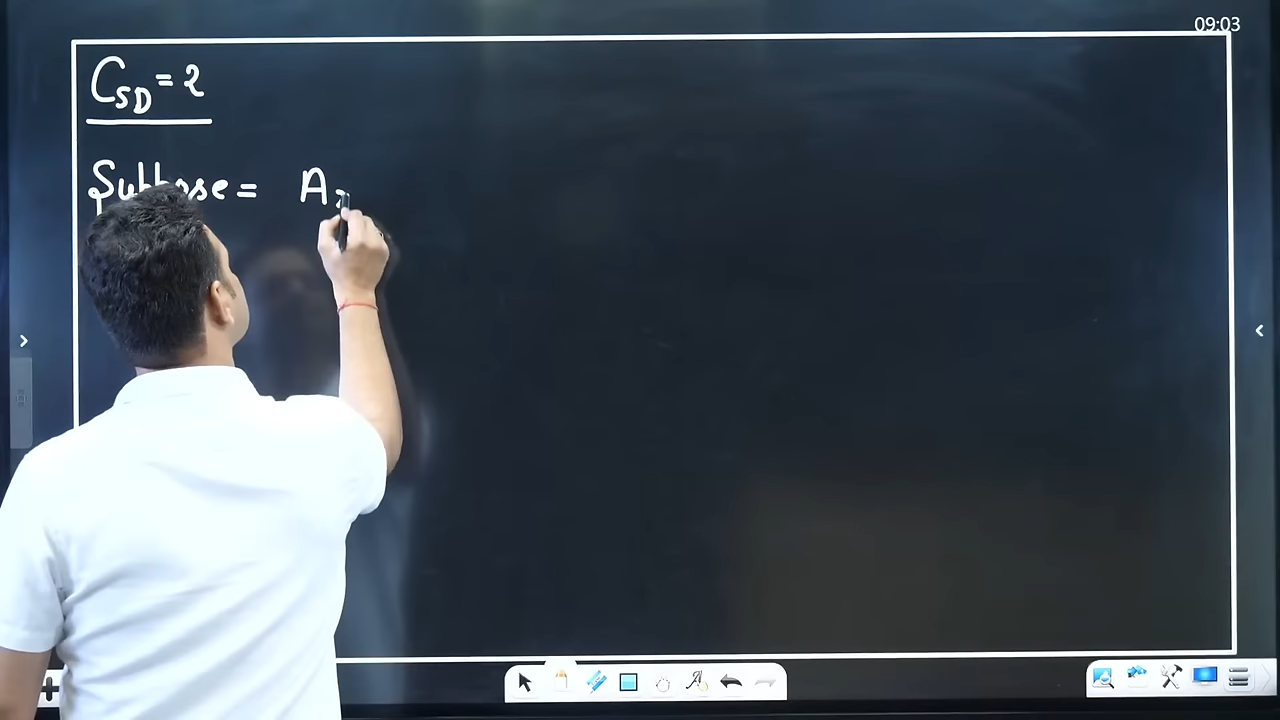 09:03
C_SD = 2
Suppose = A =